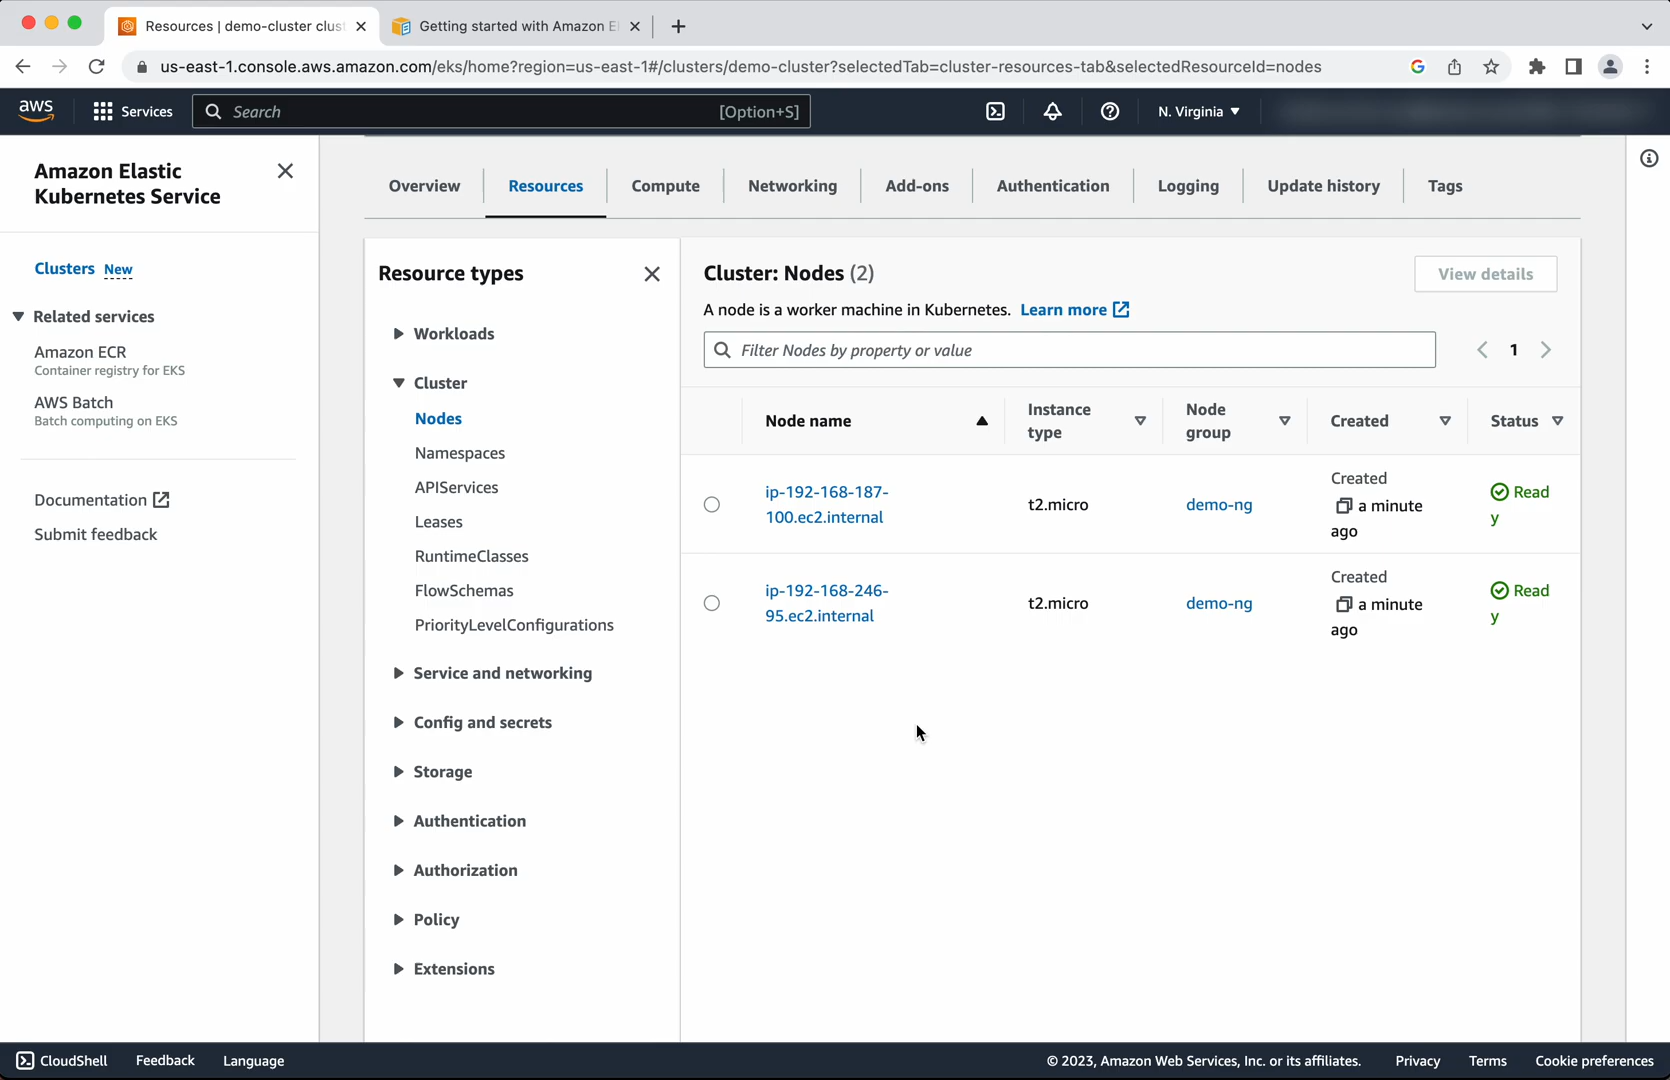 Resources | demo-cluster clust
Getting started with Amazon El
us-east-1.console.aws.amazon.com/eks/home?region=us-east-1#/clusters/demo-cluster?selectedTab=cluster-resources-tab&selectedResourceId=nodes
aws
Services
Search
[Option+S]
N. Virginia
Amazon Elastic
Kubernetes Service
Clusters New
Related services
Amazon ECR
Container registry for EKS
AWS Batch
Batch computing on EKS
Documentation
Submit feedback
Overview
Resources
Compute
Networking
Add-ons
Authentication
Logging
Update history
Tags
Resource types
Workloads
Cluster
Nodes
Namespaces
APIServices
Leases
RuntimeClasses
FlowSchemas
PriorityLevelConfigurations
Service and networking
Config and secrets
Storage
Authentication
Authorization
Policy
Extensions
Cluster: Nodes (2)
View details
A node is a worker machine in Kubernetes. Learn more
Filter Nodes by property or value
1
Node name
Instance
type
Node
group
Created
Status
ip-192-168-187-
100.ec2.internal
t2.micro
demo-ng
Created
a minute
ago
Read
y
ip-192-168-246-
95.ec2.internal
t2.micro
demo-ng
Created
a minute
ago
Read
y
CloudShell
Feedback
Language
© 2023, Amazon Web Services, Inc. or its affiliates.
Privacy
Terms
Cookie preferences